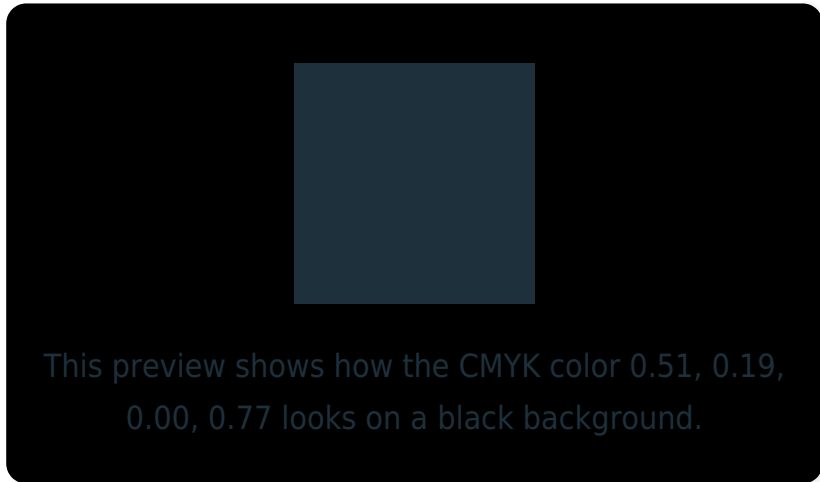 This preview shows how the CMYK color 0.51, 0.19,
0.00, 0.77 looks on a black background.